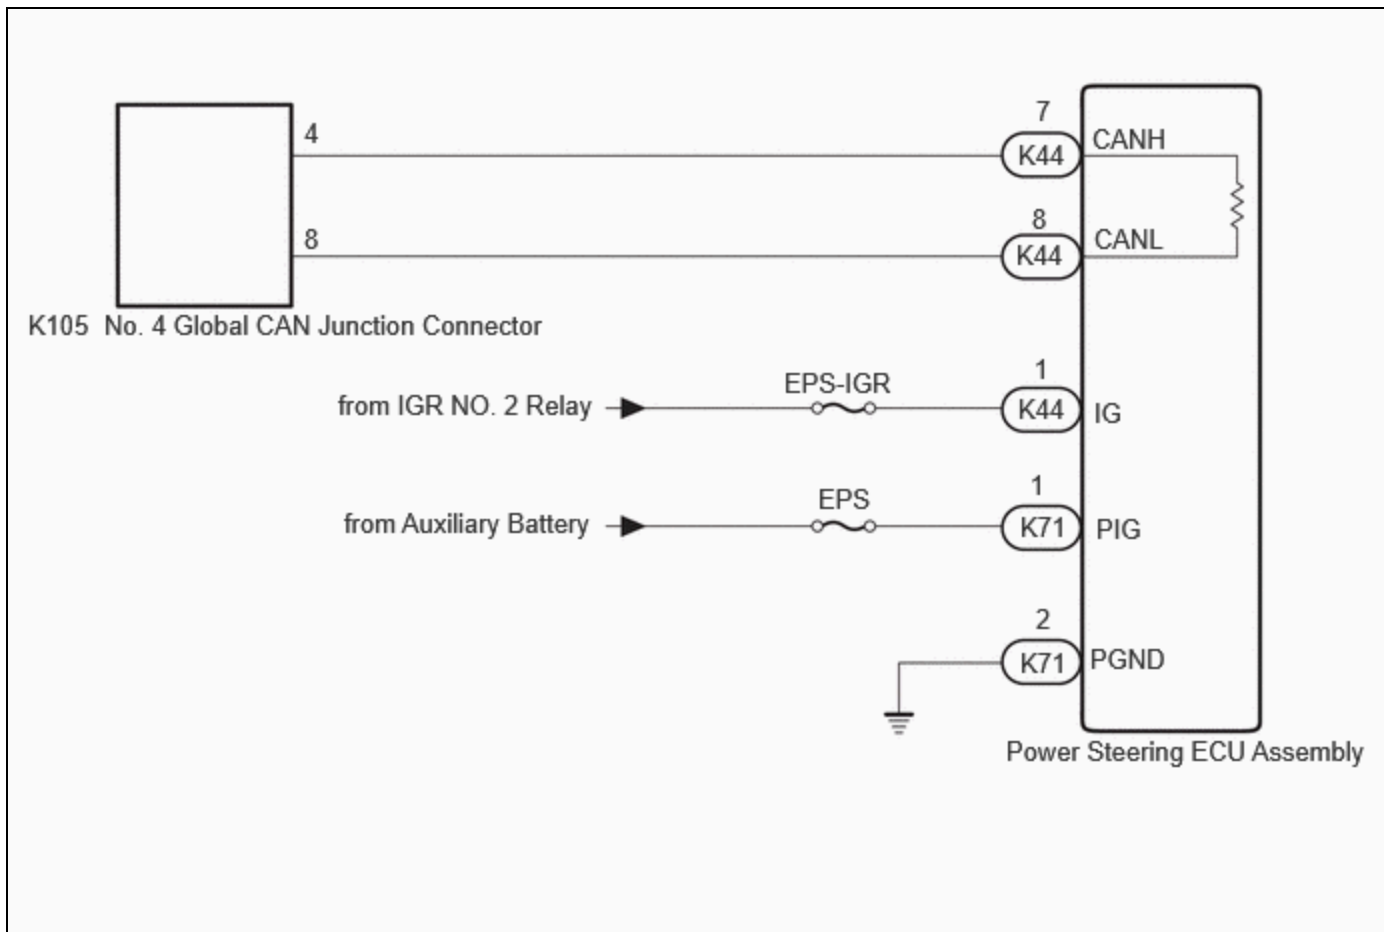 7
4
K44
CANH
8
8
K44
CANL
K105 No. 4 Global CAN Junction Connector
1
EPS-IGR
from IGR NO. 2 Relay
K44
IG
1
EPS
from Auxiliary Battery
K71
PIG
2
K71
PGND
Power Steering ECU Assembly